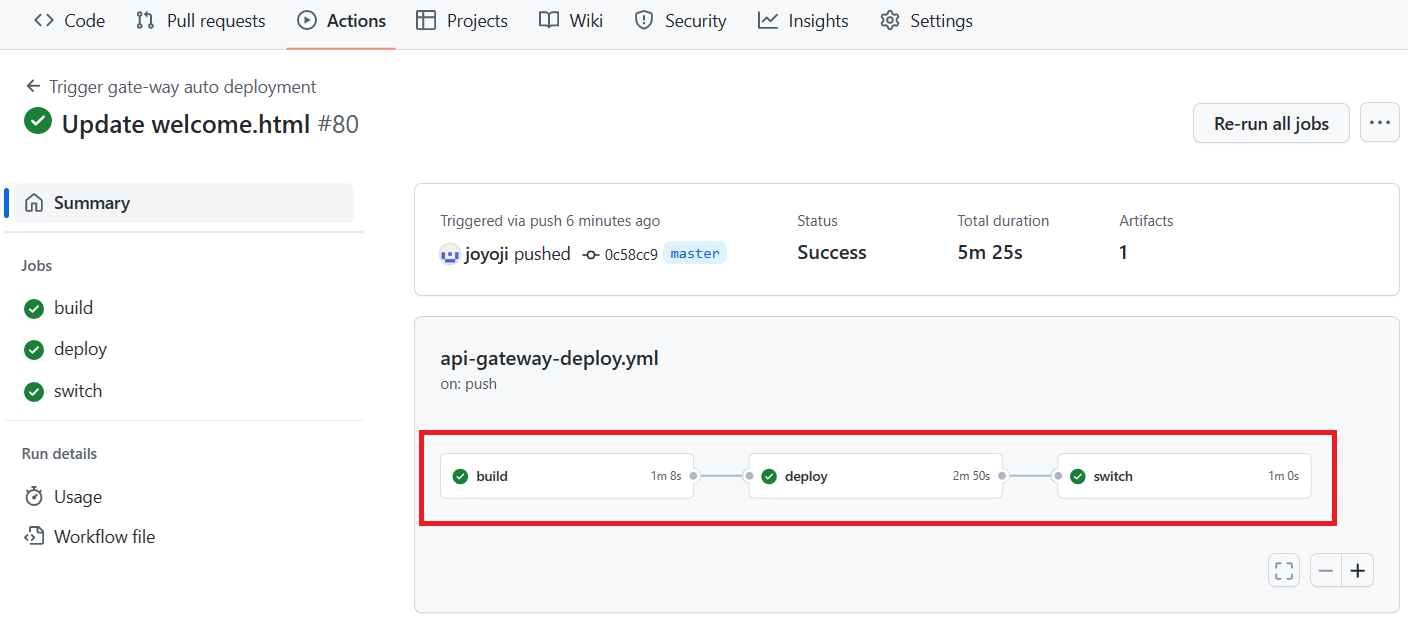 Code Pull requests Actions Projects Wiki Security Insights Settings
Trigger gate-way auto deployment
Update welcome.html #80
Re-run all jobs
Summary
Jobs
build
deploy
switch
Run details
Usage
Workflow file
Triggered via push 6 minutes ago
joyoji pushed 0c58cc9 master
Status
Success
Total duration
5m 25s
Artifacts
1
api-gateway-deploy.yml
on: push
build 1m 8s
deploy 2m 50s
switch 1m 0s